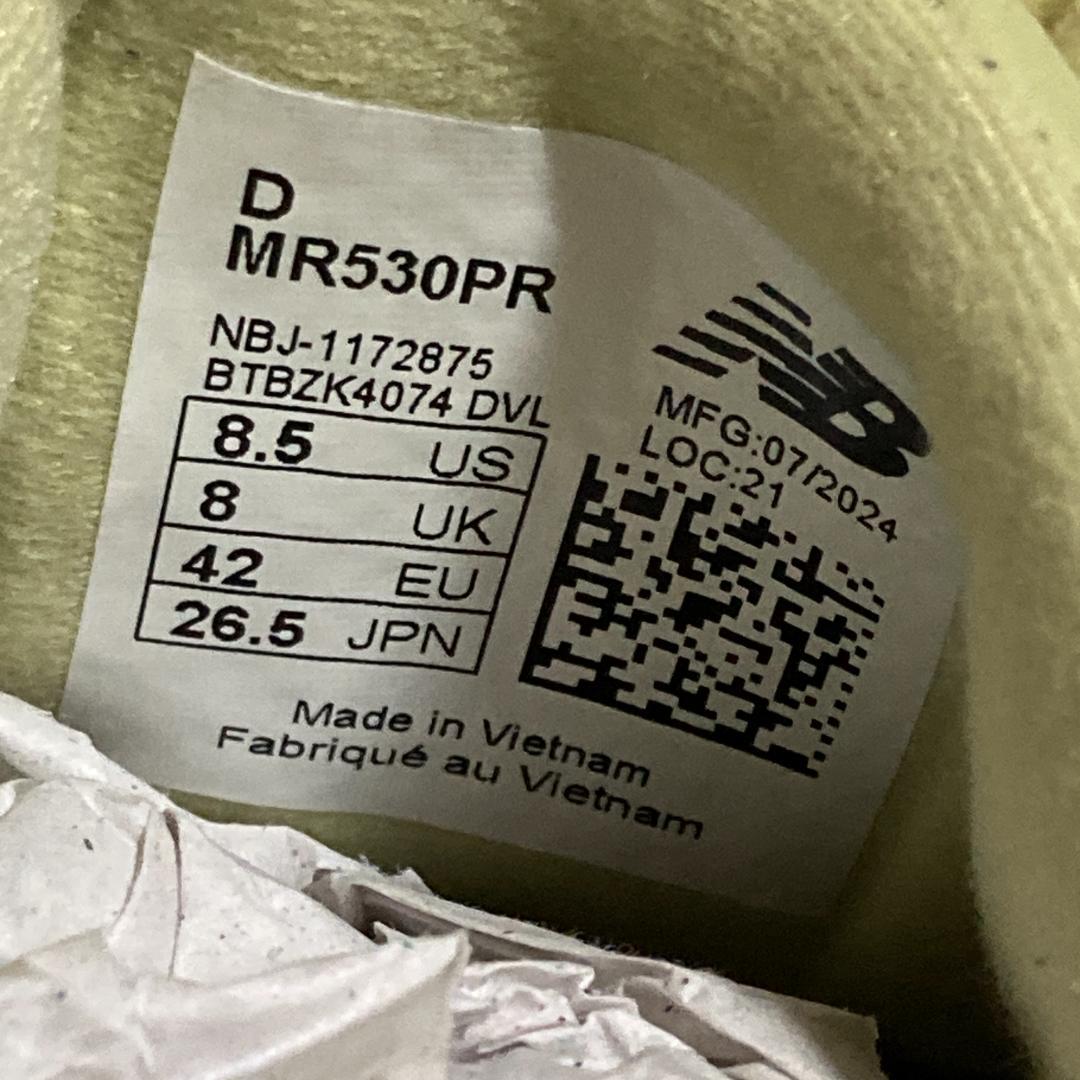 D
MR530PR
NBJ-1172875
BTBZK4074 DVL
8.5 US
8 UK
42 EU
26.5 JPN
NB
MFG:07/2024
LOC:21
Made in Vietnam
Fabriqué au Vietnam